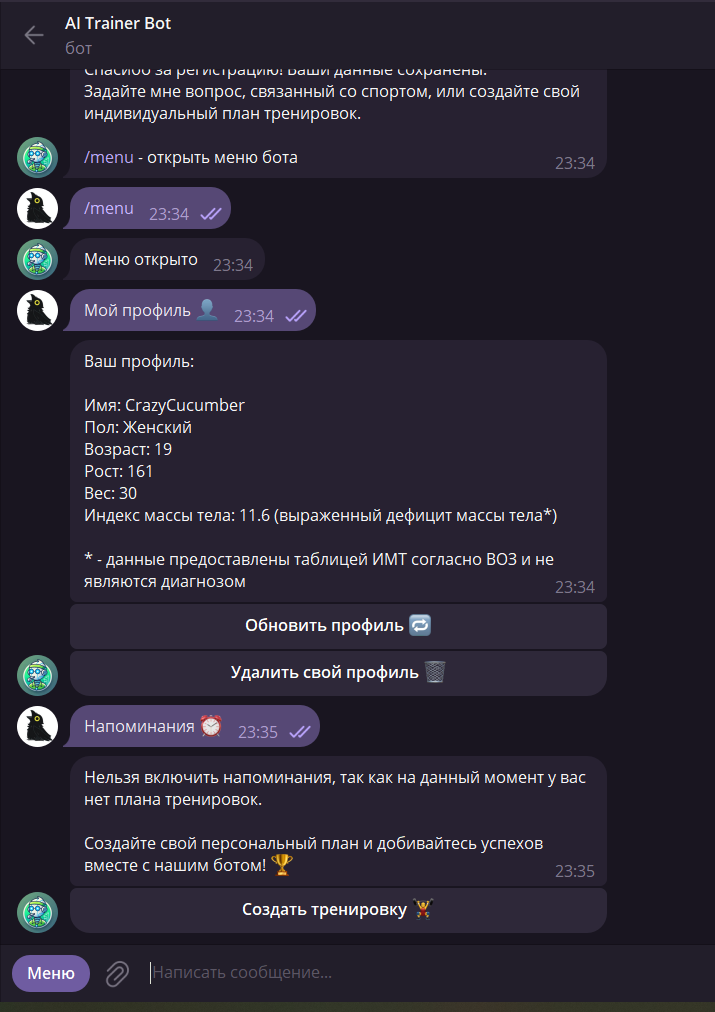 AI Trainer Bot
бот
Спасибо за регистрацию! Ваши данные сохранены.
Задайте мне вопрос, связанный со спортом, или создайте свой
индивидуальный план тренировок.
/menu - открыть меню бота
23:34
/menu 23:34
Меню открыто 23:34
Мой профиль 👤 23:34
Ваш профиль:
Имя: CrazyCucumber
Пол: Женский
Возраст: 19
Рост: 161
Вес: 30
Индекс массы тела: 11.6 (выраженный дефицит массы тела*)
* - данные предоставлены таблицей ИМТ согласно ВОЗ и не
являются диагнозом
23:34
Обновить профиль 🔁
Удалить свой профиль 🗑️
Напоминания ⏰ 23:35
Нельзя включить напоминания, так как на данный момент у вас
нет плана тренировок.
Создайте свой персональный план и добивайтесь успехов
вместе с нашим ботом! 🏆
23:35
Создать тренировку 🏋️
Меню
Написать сообщение...